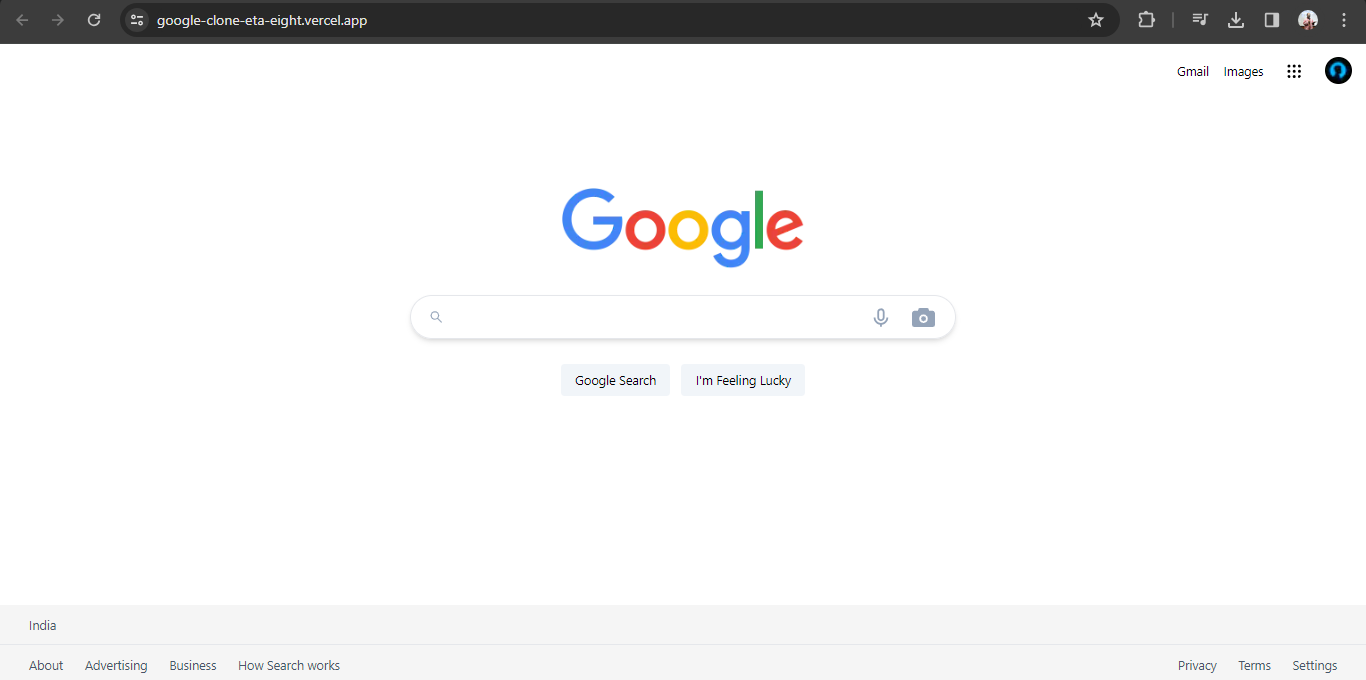 google-clone-eta-eight.vercel.app
Gmail Images
Google
Google Search I'm Feeling Lucky
India
About Advertising Business How Search works Privacy Terms Settings